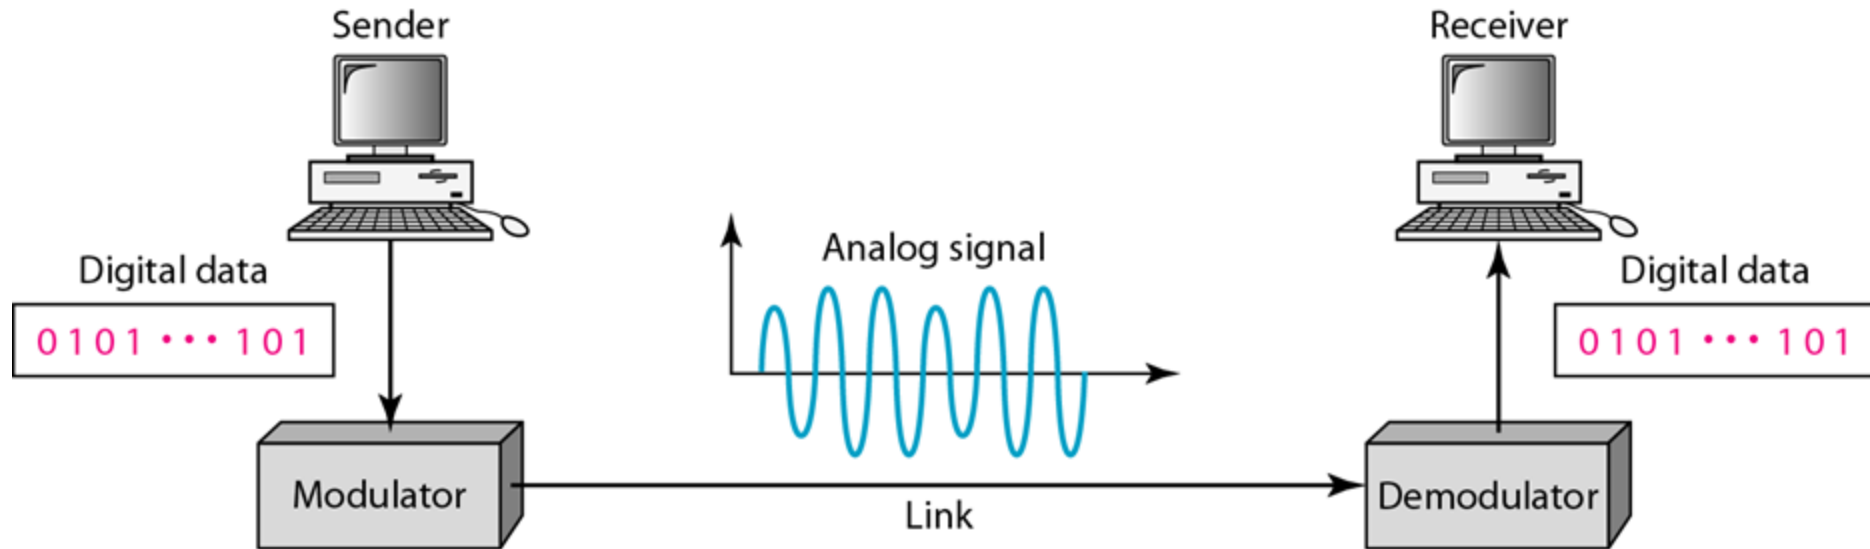 Sender
Receiver
Digital data
0101 ··· 101
Analog signal
Digital data
0101 ··· 101
Modulator
Link
Demodulator